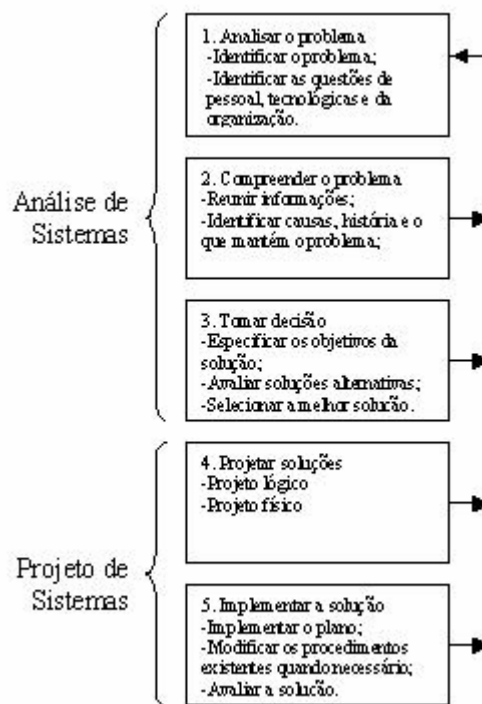 1. Analisar o problema
-Identificar o problema;
-Identificar as questões de
pessoal, tecnológicas e da
organização.
Análise de
Sistemas
2. Compreender o problema
-Reunir informações;
-Identificar causas, história e o
que mantém o problema;
3. Tomar decisão
-Especificar os objetivos da
solução;
-Avaliar soluções alternativas;
-Selecionar a melhor solução.
Projeto de
Sistemas
4. Projetar soluções
-Projeto lógico
-Projeto físico
5. Implementar a solução
-Implementar o plano;
-Modificar os procedimentos
existentes quando necessário;
-Avaliar a solução.